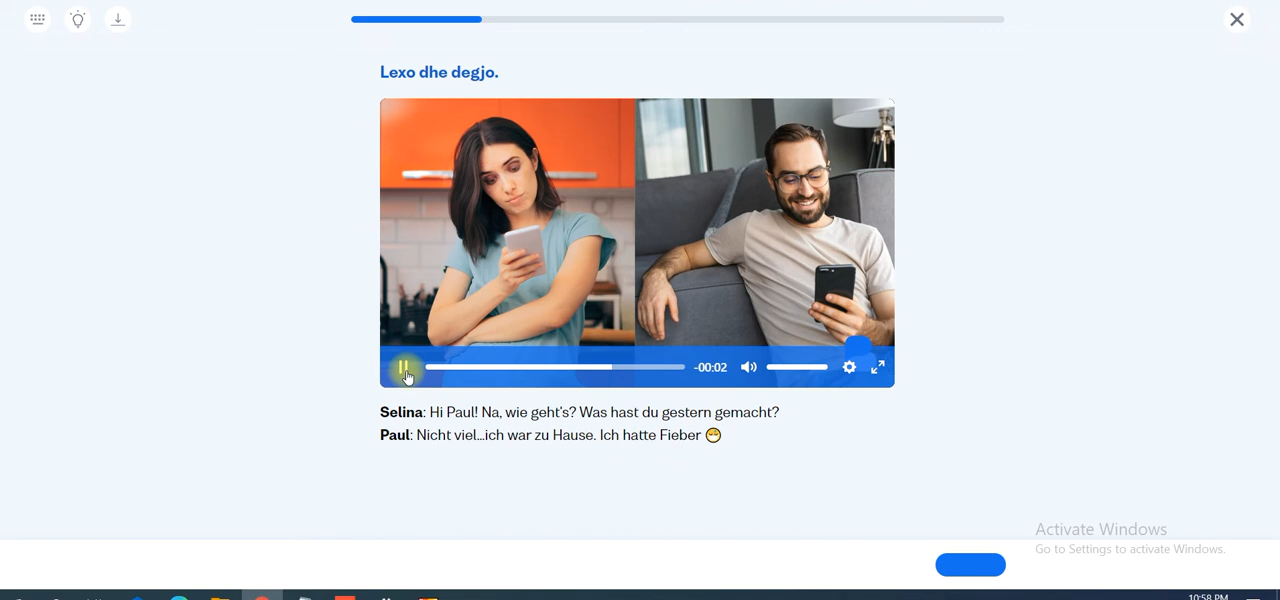 Lexo dhe degjo.
-00:02
Selina: Hi Paul! Na, wie geht's? Was hast du gestern gemacht?
Paul: Nicht viel...ich war zu Hause. Ich hatte Fieber 😷
Activate Windows
Go to Settings to activate Windows.
10:58 PM